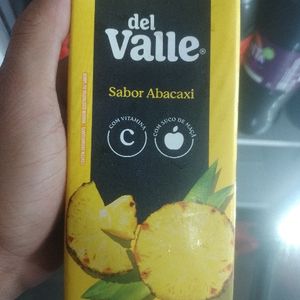 del
Valle®
Sabor Abacaxi
COM VITAMINA
C
COM SUCO DE MAÇÃ